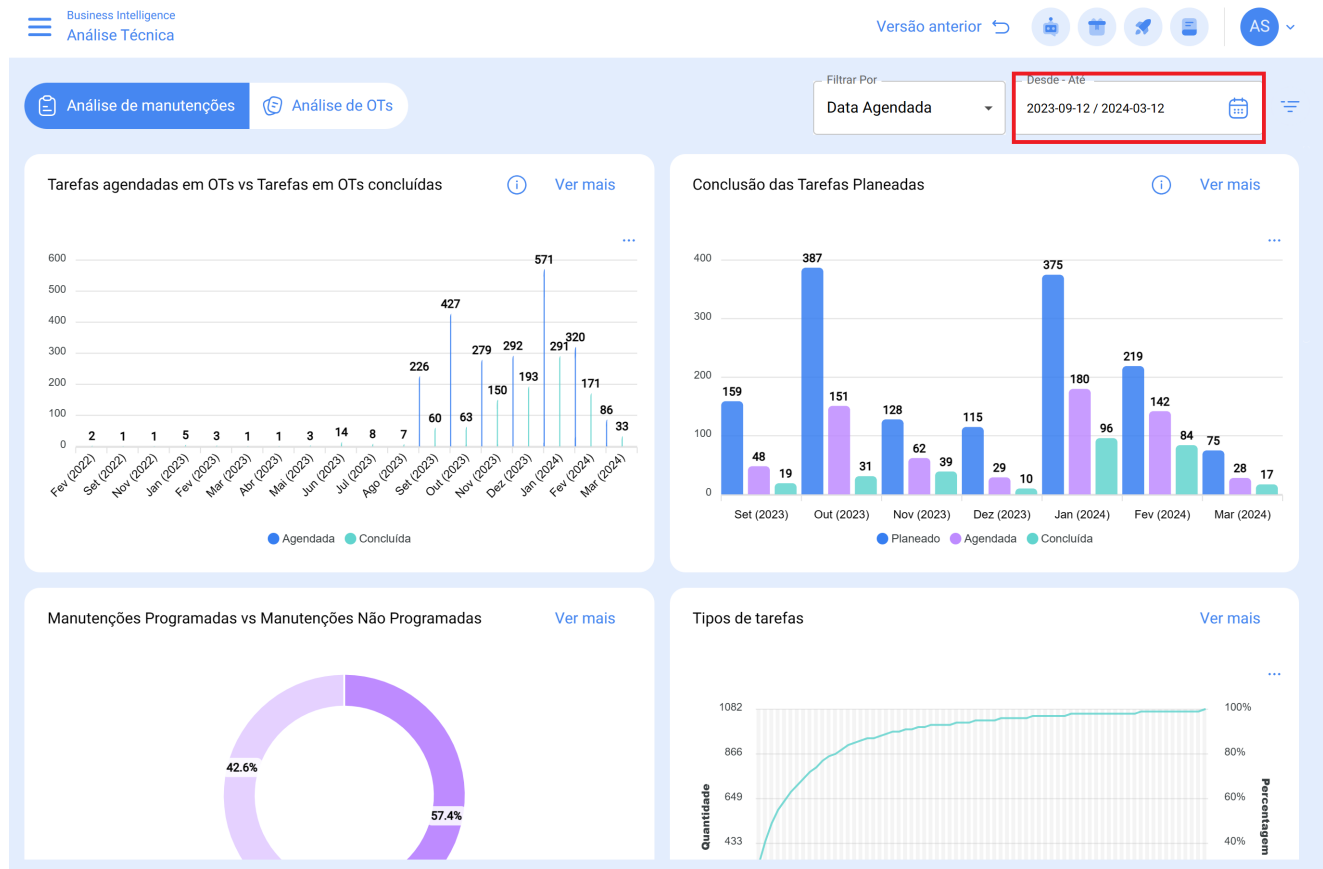 Business Intelligence
Análise Técnica
Versão anterior
AS
Análise de manutenções
Análise de OTs
Filtrar Por
Data Agendada
Desde - Até
2023-09-12 / 2024-03-12
Tarefas agendadas em OTs vs Tarefas em OTs concluídas
Ver mais
600
500
400
300
200
100
0
2
1
1
5
3
1
1
3
14
8
7
226
60
427
63
279
150
292
193
571
291
320
171
86
33
Fev (2022)
Set (2022)
Nov (2022)
Jan (2023)
Fev (2023)
Mar (2023)
Abr (2023)
Mai (2023)
Jun (2023)
Jul (2023)
Ago (2023)
Set (2023)
Out (2023)
Nov (2023)
Dez (2023)
Jan (2024)
Fev (2024)
Mar (2024)
Agendada
Concluída
Conclusão das Tarefas Planeadas
Ver mais
400
300
200
100
0
159
48
19
387
151
31
128
62
39
115
29
10
375
180
96
219
142
84
75
28
17
Set (2023)
Out (2023)
Nov (2023)
Dez (2023)
Jan (2024)
Fev (2024)
Mar (2024)
Planeado
Agendada
Concluída
Manutenções Programadas vs Manutenções Não Programadas
Ver mais
42.6%
57.4%
Tipos de tarefas
Ver mais
1082
866
649
433
Quantidade
100%
80%
60%
40%
Percentagem